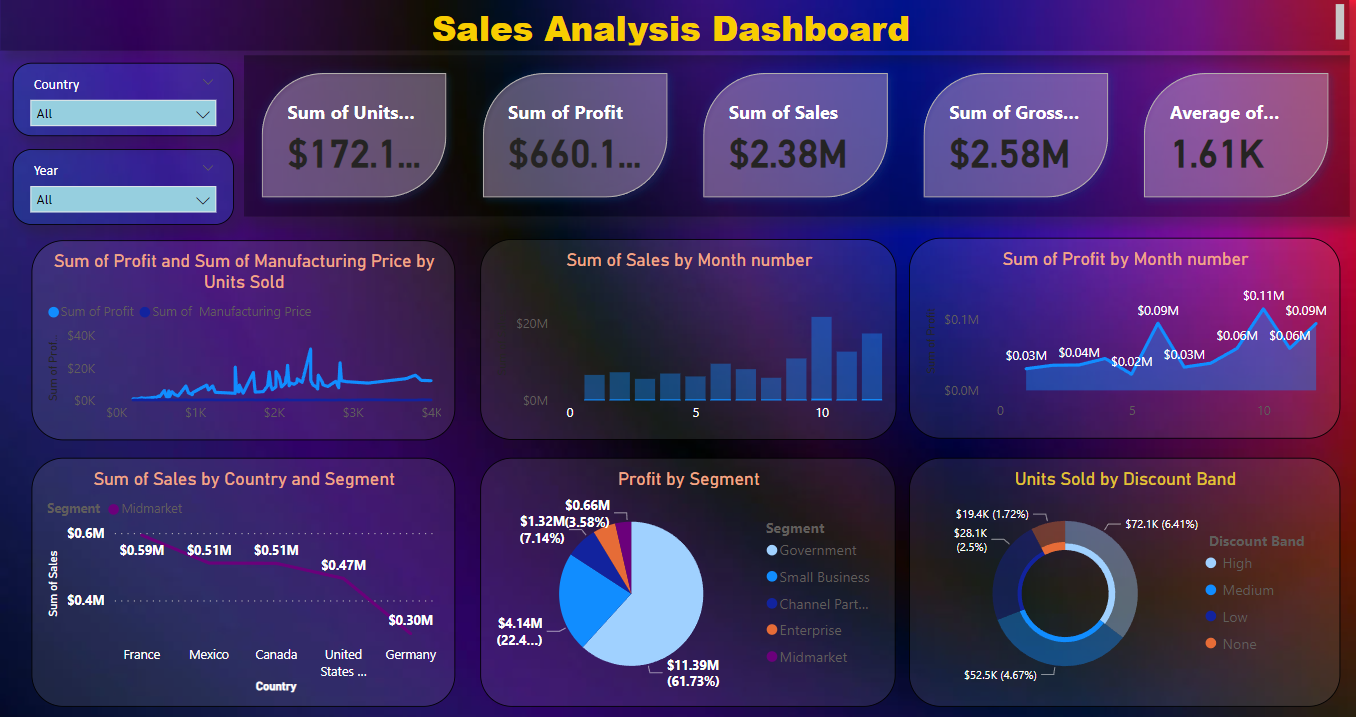 Sales Analysis Dashboard
Country
All
Year
All
Sum of Units...
$172.1...
Sum of Profit
$660.1...
Sum of Sales
$2.38M
Sum of Gross...
$2.58M
Average of...
1.61K
Sum of Profit and Sum of Manufacturing Price by
Units Sold
Sum of Profit
Sum of Manufacturing Price
Sum of Prof...
$40K
$20K
$0K
$0K
$1K
$2K
$3K
$4K
Sum of Sales by Month number
$20M
$0M
0
5
10
Sum of Profit by Month number
$0.1M
$0.0M
$0.03M
$0.04M
$0.02M
$0.09M
$0.03M
$0.06M
$0.11M
$0.06M
$0.09M
0
5
10
Sum of Sales by Country and Segment
Segment
Midmarket
Sum of Sales
$0.6M
$0.4M
$0.59M
$0.51M
$0.51M
$0.47M
$0.30M
France
Mexico
Canada
United
States ...
Germany
Country
Profit by Segment
$0.66M
(3.58%)
$1.32M
(7.14%)
$4.14M
(22.4...)
$11.39M
(61.73%)
Segment
Government
Small Business
Channel Part...
Enterprise
Midmarket
Units Sold by Discount Band
$19.4K (1.72%)
$28.1K
(2.5%)
$72.1K (6.41%)
$52.5K (4.67%)
Discount Band
High
Medium
Low
None